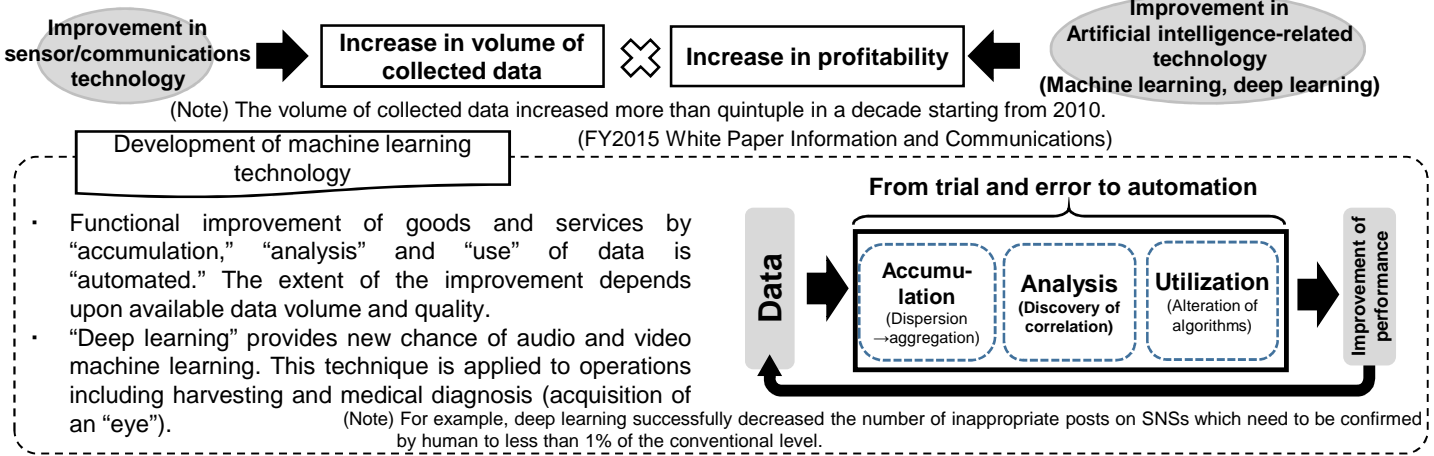 Improvement in
sensor/communications
technology
Increase in volume of
collected data
Increase in profitability
Improvement in
Artificial intelligence-related
technology
(Machine learning, deep learning)
(Note) The volume of collected data increased more than quintuple in a decade starting from 2010.
(FY2015 White Paper Information and Communications)
Development of machine learning
technology
・ Functional improvement of goods and services by
“accumulation,” “analysis” and “use” of data is
“automated.” The extent of the improvement depends
upon available data volume and quality.
・ “Deep learning” provides new chance of audio and video
machine learning. This technique is applied to operations
including harvesting and medical diagnosis (acquisition of
an “eye”).
From trial and error to automation
Data
Accumu-
lation
(Dispersion
→aggregation)
Analysis
(Discovery of
correlation)
Utilization
(Alteration of
algorithms)
Improvement of
performance
(Note) For example, deep learning successfully decreased the number of inappropriate posts on SNSs which need to be confirmed
by human to less than 1% of the conventional level.